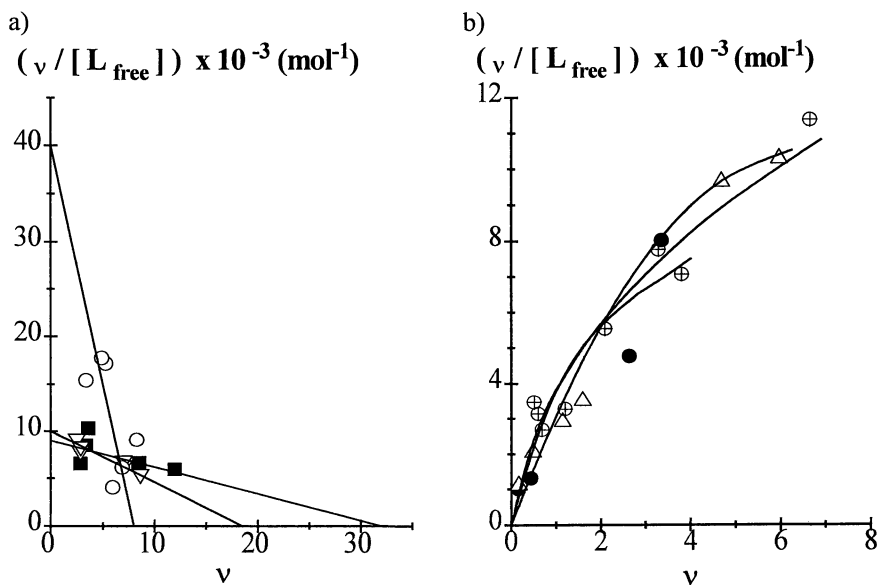 a)
( ν / [ L free ] ) x 10 -3 (mol-1)
40
30
20
10
0
0 10 20 30
ν
b)
( ν / [ L free ] ) x 10 -3 (mol-1)
12
8
4
0
0 2 4 6 8
ν